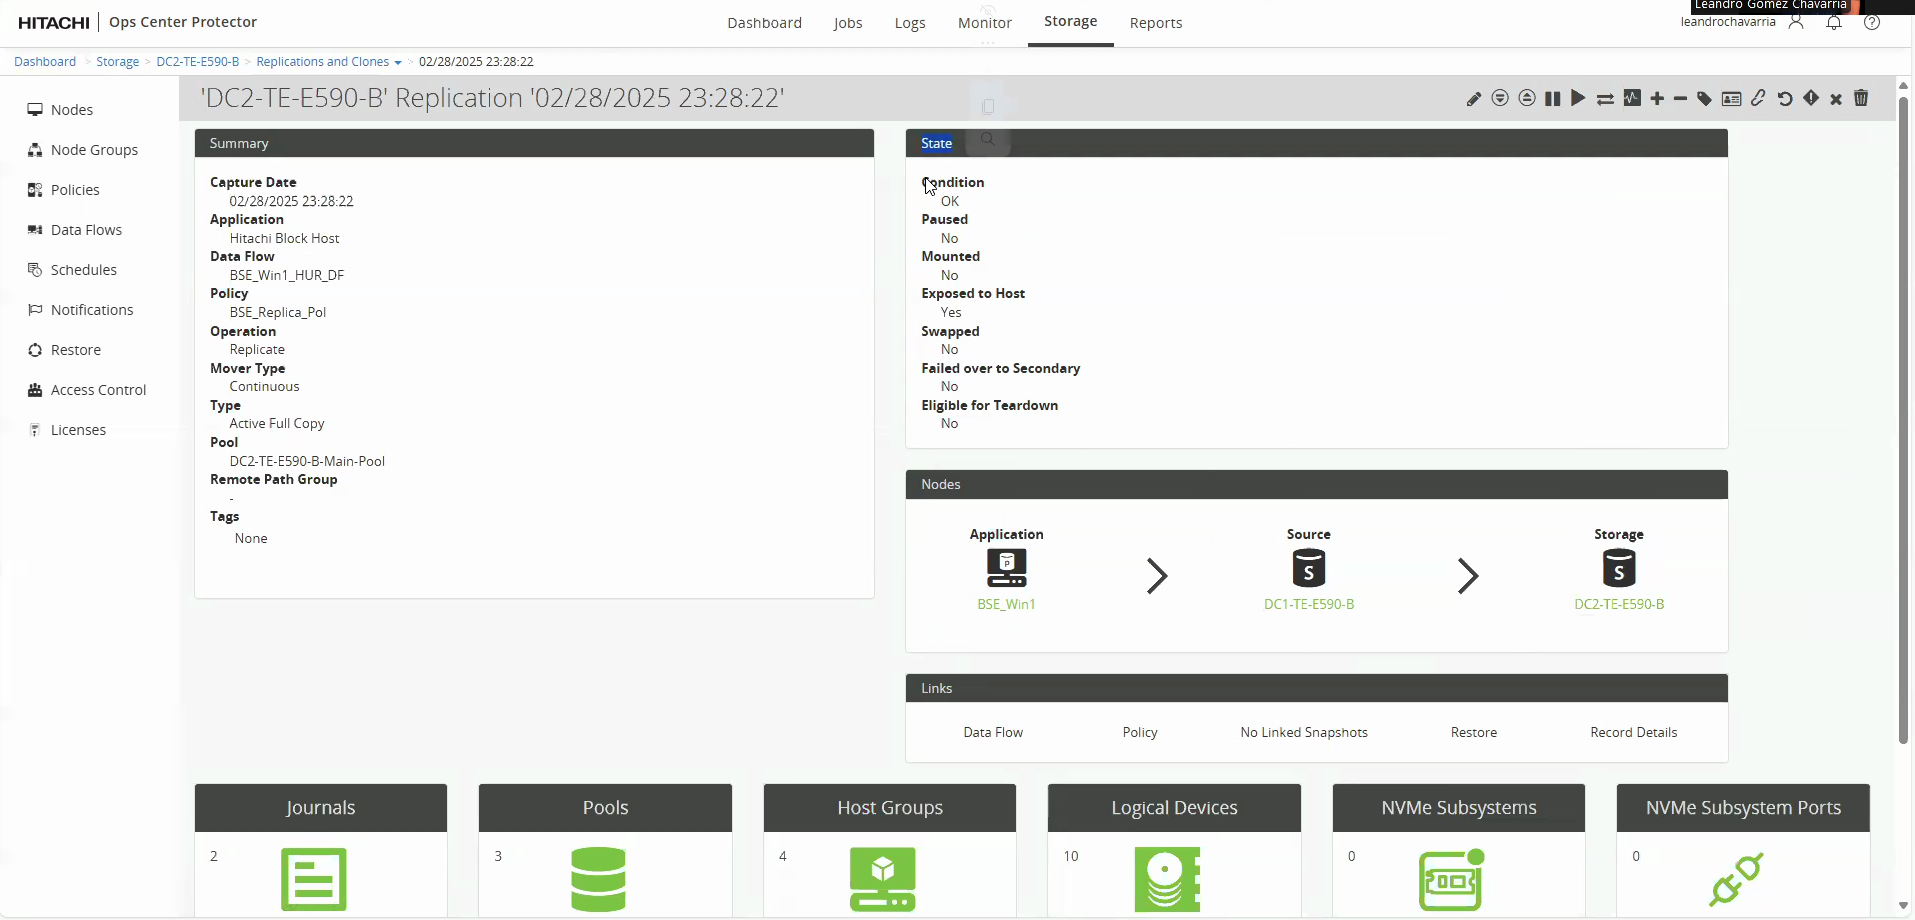 Leandro Gomez Chavarria
HITACHI Ops Center Protector
Dashboard Jobs Logs Monitor Storage Reports
leandrochavarria
Dashboard > Storage > DC2-TE-E590-B > Replications and Clones > 02/28/2025 23:28:22
'DC2-TE-E590-B' Replication '02/28/2025 23:28:22'
Nodes
Node Groups
Policies
Data Flows
Schedules
Notifications
Restore
Access Control
Licenses
Summary
Capture Date
02/28/2025 23:28:22
Application
Hitachi Block Host
Data Flow
BSE_Win1_HUR_DF
Policy
BSE_Replica_Pol
Operation
Replicate
Mover Type
Continuous
Type
Active Full Copy
Pool
DC2-TE-E590-B-Main-Pool
Remote Path Group
-
Tags
None
State
Condition
OK
Paused
No
Mounted
No
Exposed to Host
Yes
Swapped
No
Failed over to Secondary
No
Eligible for Teardown
No
Nodes
Application Source Storage
P S S
BSE_Win1 DC1-TE-E590-B DC2-TE-E590-B
Links
Data Flow Policy No Linked Snapshots Restore Record Details
Journals Pools Host Groups Logical Devices NVMe Subsystems NVMe Subsystem Ports
2 3 4 10 0 0